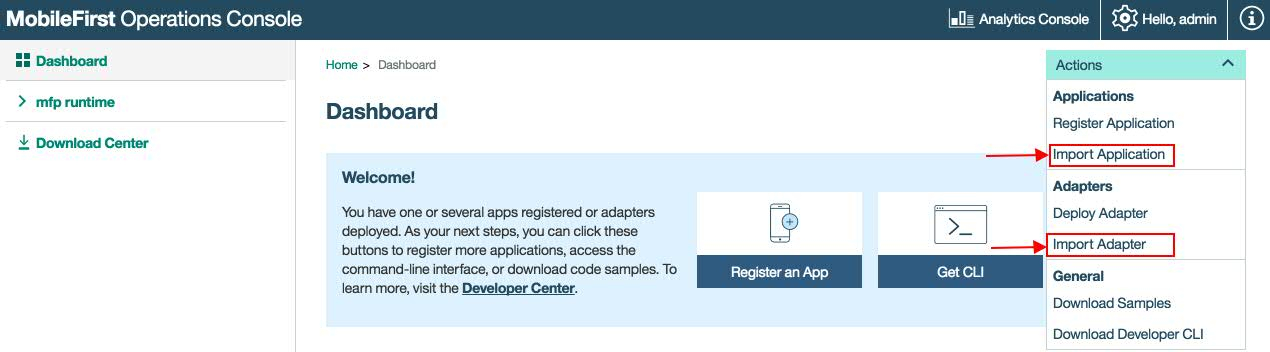 MobileFirst Operations Console
Analytics Console
Hello, admin
Dashboard
mfp runtime
Download Center
Home > Dashboard
Dashboard
Welcome!
You have one or several apps registered or adapters
deployed. As your next steps, you can click these
buttons to register more applications, access the
command-line interface, or download code samples. To
learn more, visit the Developer Center.
Register an App
Get CLI
Actions
Applications
Register Application
Import Application
Adapters
Deploy Adapter
Import Adapter
General
Download Samples
Download Developer CLI